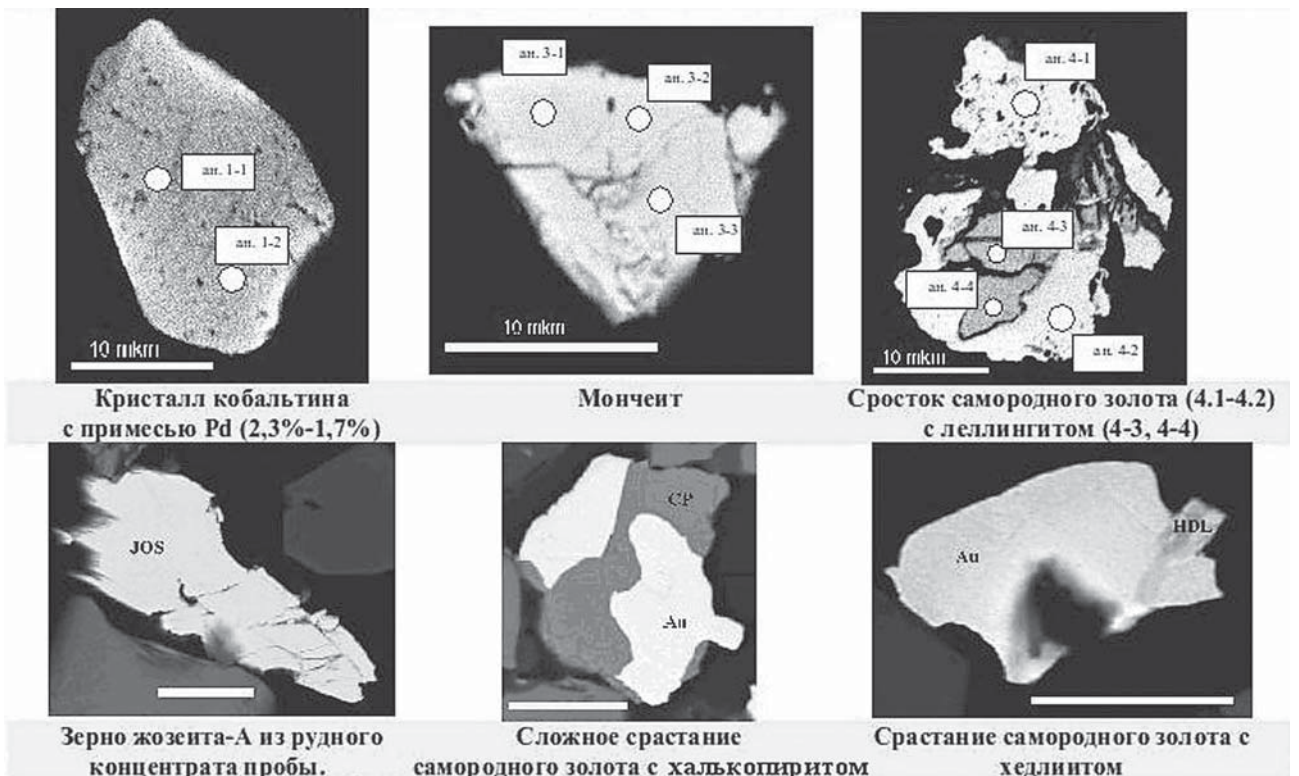 ан. 1-1
ан. 1-2
10 mkm
ан. 3-1
ан. 3-2
ан. 3-3
10 mkm
ан. 4-1
ан. 4-3
ан. 4-4
ан. 4-2
10 mkm
Кристалл кобальтина
с примесью Pd (2,3%-1,7%)
Мончеит
Сросток самородного золота (4.1-4.2)
с леллингитом (4-3, 4-4)
JOS
CP
Au
Au
HDL
Зерно жозеита-А из рудного
концентрата пробы.
Сложное срастание
самородного золота с халькопиритом
Срастание самородного золота с
хедлиитом